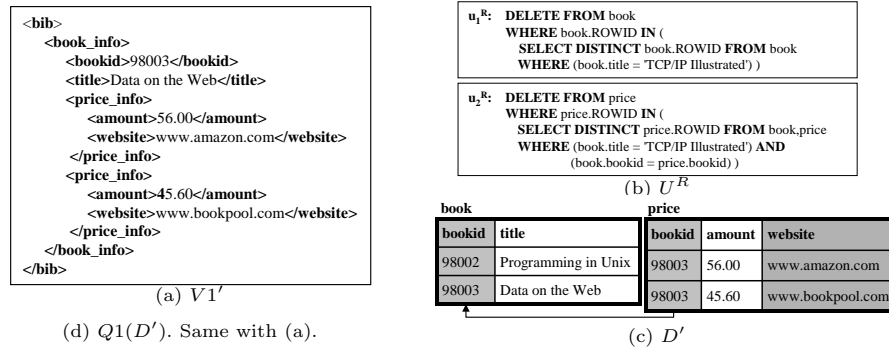 <bib>
<book_info>
<bookid>98003</bookid>
<title>Data on the Web</title>
<price_info>
<amount>56.00</amount>
<website>www.amazon.com</website>
</price_info>
<price_info>
<amount>45.60</amount>
<website>www.bookpool.com</website>
</price_info>
</book_info>
</bib>
(a) V1′
(d) Q1(D′). Same with (a).
u1R: DELETE FROM book
WHERE book.ROWID IN (
SELECT DISTINCT book.ROWID FROM book
WHERE (book.title = 'TCP/IP Illustrated') )
u2R: DELETE FROM price
WHERE price.ROWID IN (
SELECT DISTINCT price.ROWID FROM book,price
WHERE (book.title = 'TCP/IP Illustrated') AND
(book.bookid = price.bookid) )
(b) U^R
book
bookid title
98002 Programming in Unix
98003 Data on the Web
price
bookid amount website
98003 56.00 www.amazon.com
98003 45.60 www.bookpool.com
(c) D′